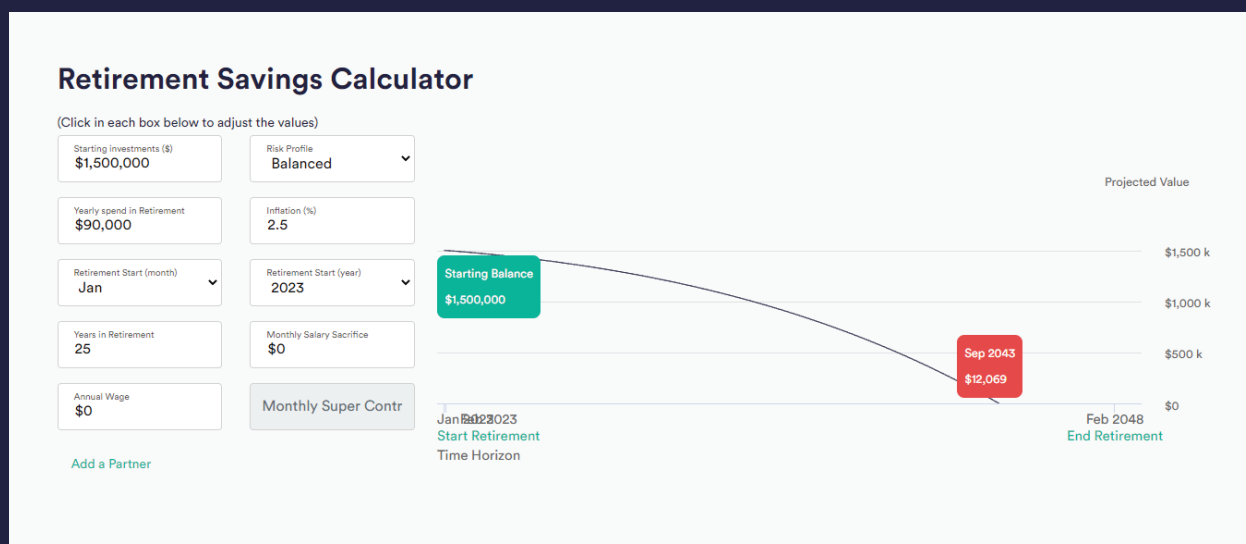 Retirement Savings Calculator
(Click in each box below to adjust the values)
Starting investments ($)
$1,500,000
Risk Profile
Balanced
Yearly spend in Retirement
$90,000
Inflation (%)
2.5
Retirement Start (month)
Jan
Retirement Start (year)
2023
Years in Retirement
25
Monthly Salary Sacrifice
$0
Annual Wage
$0
Monthly Super Contr
Add a Partner
Projected Value
$1,500 k
$1,000 k
$500 k
$0
Starting Balance
$1,500,000
Sep 2043
$12,069
Jan 2023
Feb 2023
Feb 2048
Start Retirement
End Retirement
Time Horizon